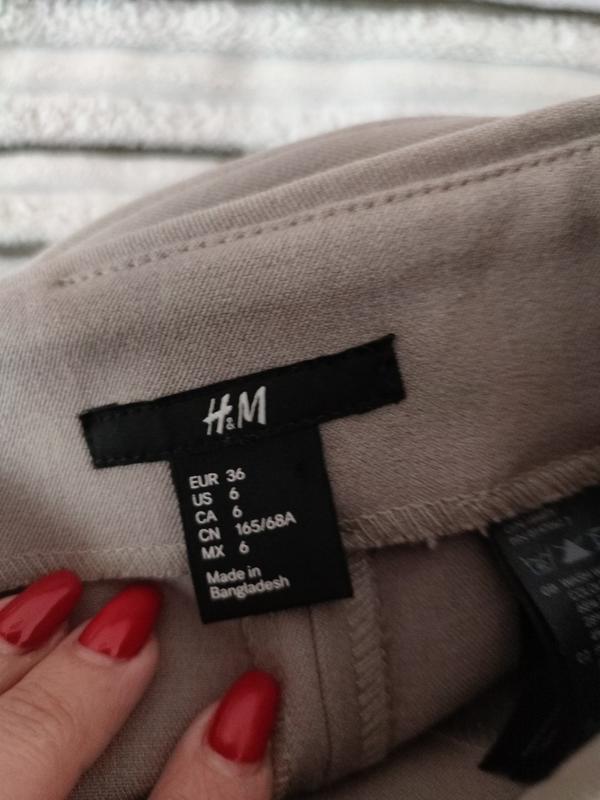 H&M
EUR 36
US 6
CA 6
CN 165/68A
MX 6
Made in
Bangladesh